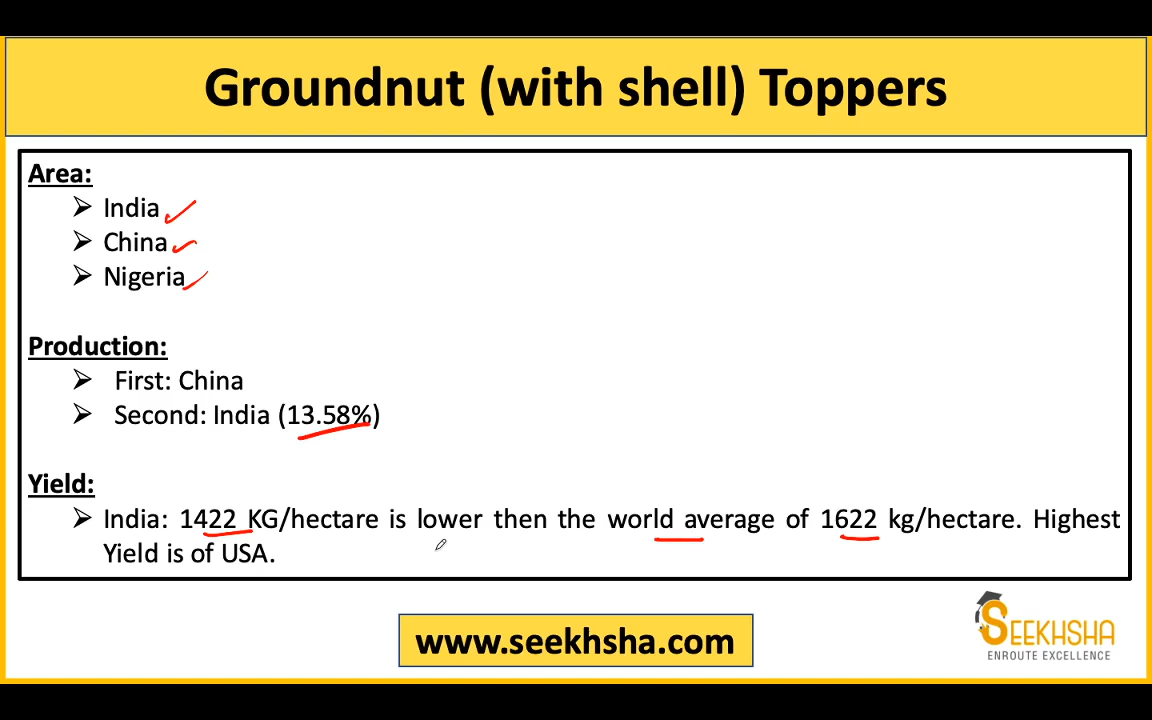 Groundnut (with shell) Toppers
Area:
➢ India
➢ China
➢ Nigeria
Production:
➢ First: China
➢ Second: India (13.58%)
Yield:
➢ India: 1422 KG/hectare is lower then the world average of 1622 kg/hectare. Highest
Yield is of USA.
www.seekhsha.com
SEEKHSHA
ENROUTE EXCELLENCE